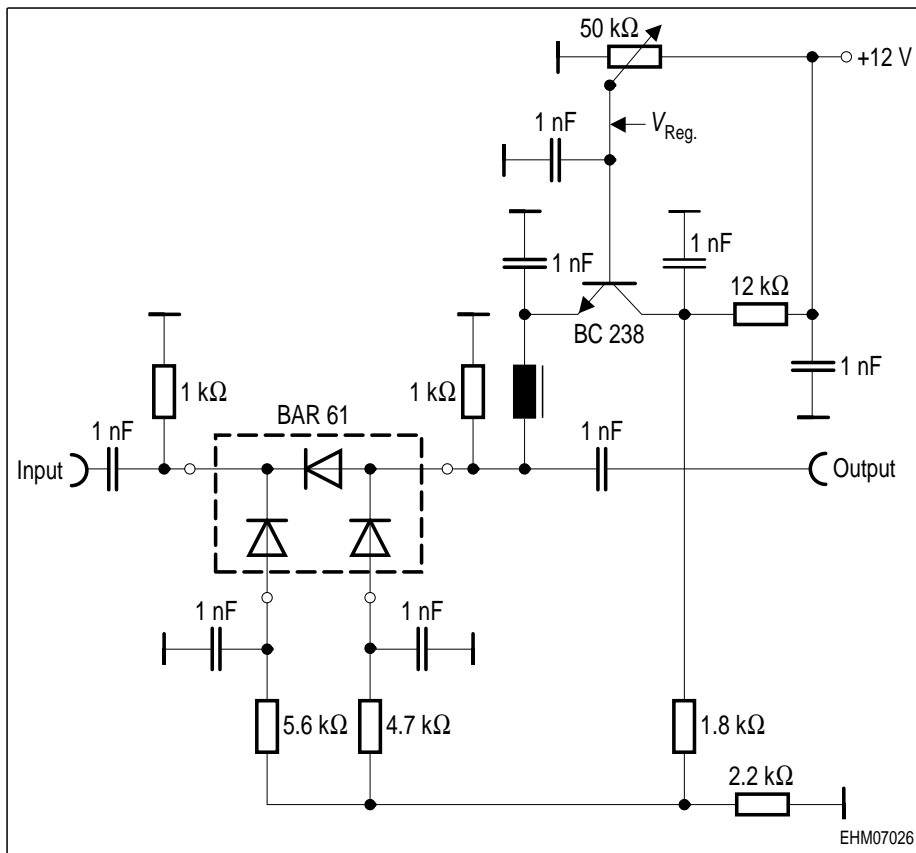 50 kΩ
+12 V
1 nF
VReg.
1 nF
1 nF
12 kΩ
BC 238
1 kΩ
1 kΩ
1 nF
BAR 61
1 nF
1 nF
Input
Output
1 nF
1 nF
5.6 kΩ
4.7 kΩ
1.8 kΩ
2.2 kΩ
EHM07026